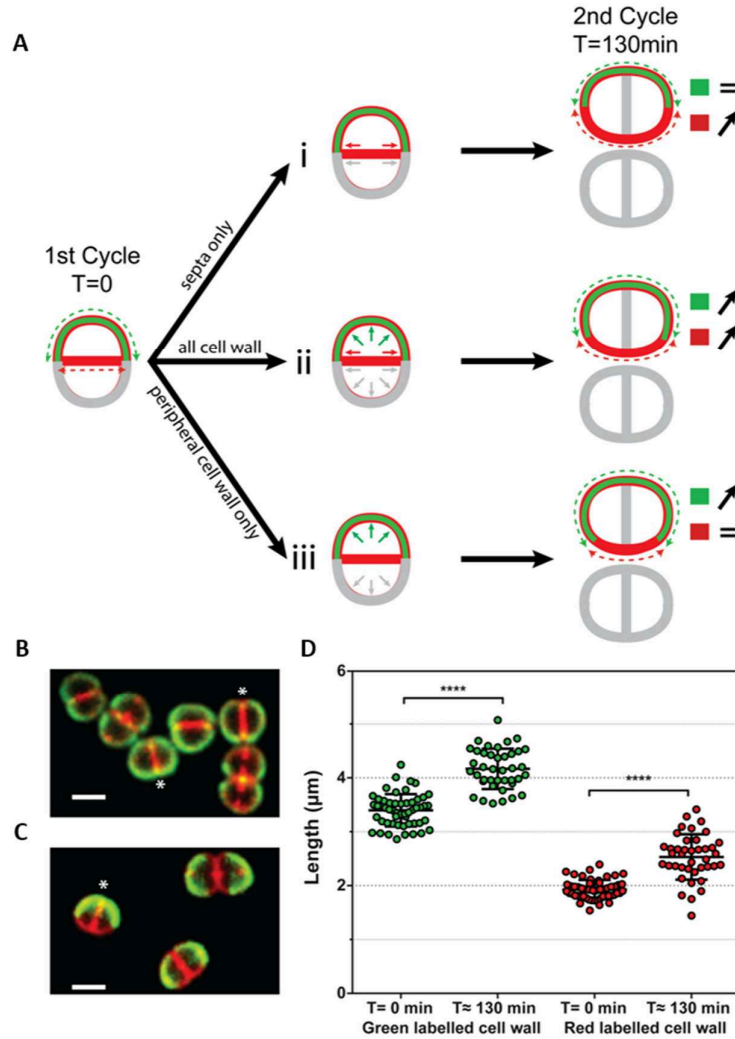 A
1st Cycle
T=0
septa only
all cell wall
peripheral cell wall only
i
ii
iii
2nd Cycle
T=130min
=
=
B
*
*
C
*
D
Length (µm)
6
4
2
0
****
****
T= 0 min T≈ 130 min T= 0 min T≈ 130 min
Green labelled cell wall Red labelled cell wall